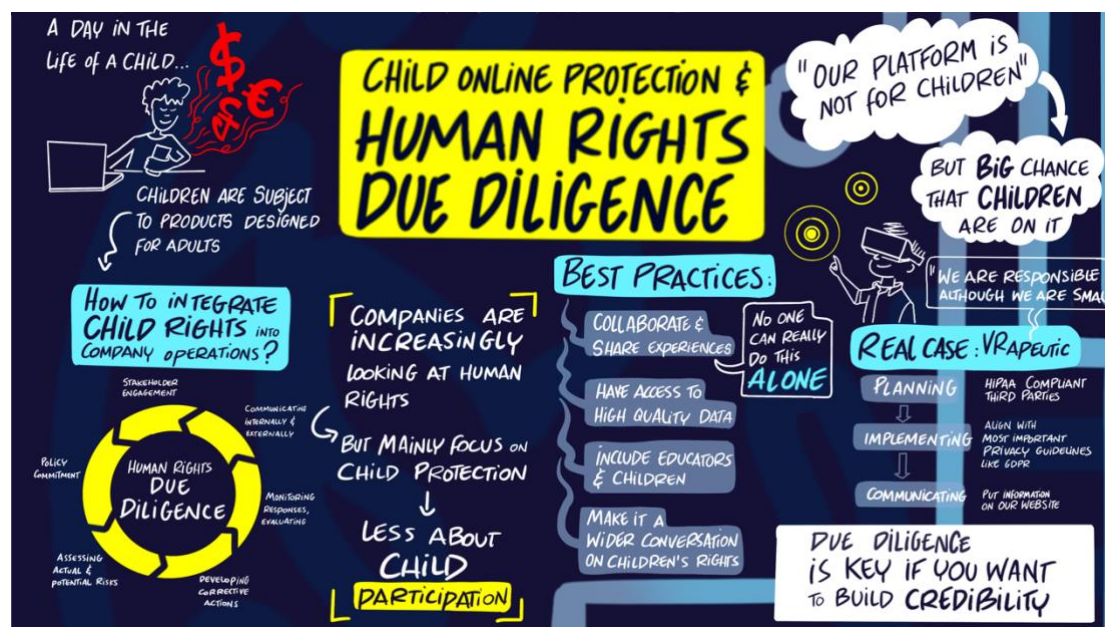 A DAY IN THE
LIFE OF A CHILD...
$
€
£
CHILDREN ARE SUBJECT
TO PRODUCTS DESIGNED
FOR ADULTS
CHILD ONLINE PROTECTION &
HUMAN RIGHTS
DUE DILIGENCE
"OUR PLATFORM IS
NOT FOR CHILDREN"
BUT BIG CHANCE
THAT CHILDREN
ARE ON IT
"WE ARE RESPONSIBLE
ALTHOUGH WE ARE SMAL
HOW TO INTEGRATE
CHILD RIGHTS INTO
COMPANY OPERATIONS?
STAKEHOLDER
ENGAGEMENT
COMMUNICATING
INTERNALLY &
EXTERNALLY
MONITORING
RESPONSES,
EVALUATING
DEVELOPING
CORRECTIVE
ACTIONS
ASSESSING
ACTUAL &
POTENTIAL RISKS
POLICY
COMMITMENT
HUMAN RIGHTS
DUE
DILIGENCE
COMPANIES ARE
INCREASINGLY
LOOKING AT HUMAN
RIGHTS
BUT MAINLY FOCUS ON
CHILD PROTECTION
LESS ABOUT
CHILD
PARTICIPATION
BEST PRACTICES:
COLLABORATE &
SHARE EXPERIENCES
NO ONE
CAN REALLY
DO THIS
ALONE
HAVE ACCESS TO
HIGH QUALITY DATA
INCLUDE EDUCATORS
& CHILDREN
MAKE IT A
WIDER CONVERSATION
ON CHILDREN'S RIGHTS
REAL CASE: VRAPEUTIC
PLANNING
HIPAA COMPLIANT
THIRD PARTIES
IMPLEMENTING
ALIGN WITH
MOST IMPORTANT
PRIVACY GUIDELINES
LIKE GDPR
COMMUNICATING
PUT INFORMATION
ON OUR WEBSITE
DUE DILIGENCE
IS KEY IF YOU WANT
TO BUILD CREDIBILITY